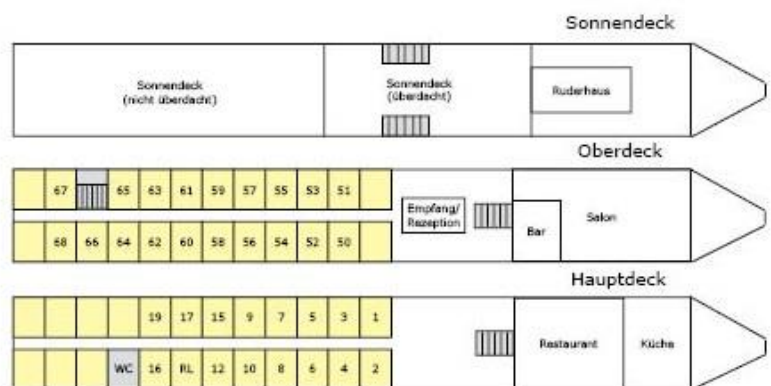 Sonnendeck
Sonnendeck
(nicht überdacht)
Sonnendeck
(überdacht)
Ruderhaus
Oberdeck
67 65 63 61 59 57 55 53 51
Empfang/
Rezeption
Bar
Salon
68 66 64 62 60 58 56 54 52 50
Hauptdeck
19 17 15 9 7 5 3 1
Restaurant
Küche
WC 16 RL 12 10 8 6 4 2